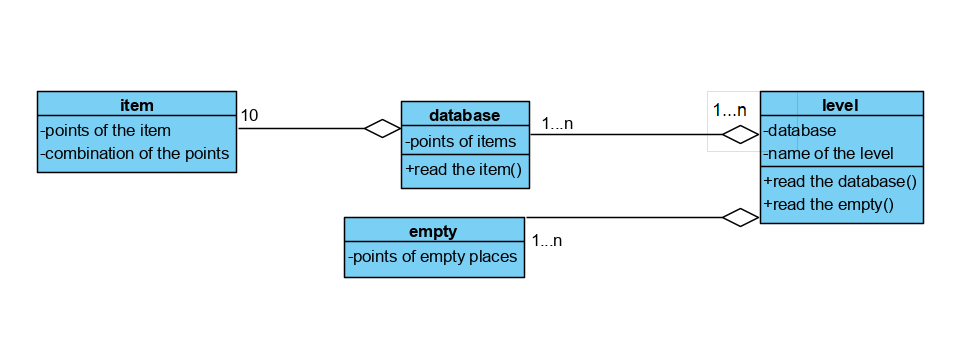 item
-points of the item
-combination of the points
10
database
-points of items
+read the item()
1...n
1...n
level
-database
-name of the level
+read the database()
+read the empty()
empty
-points of empty places
1...n